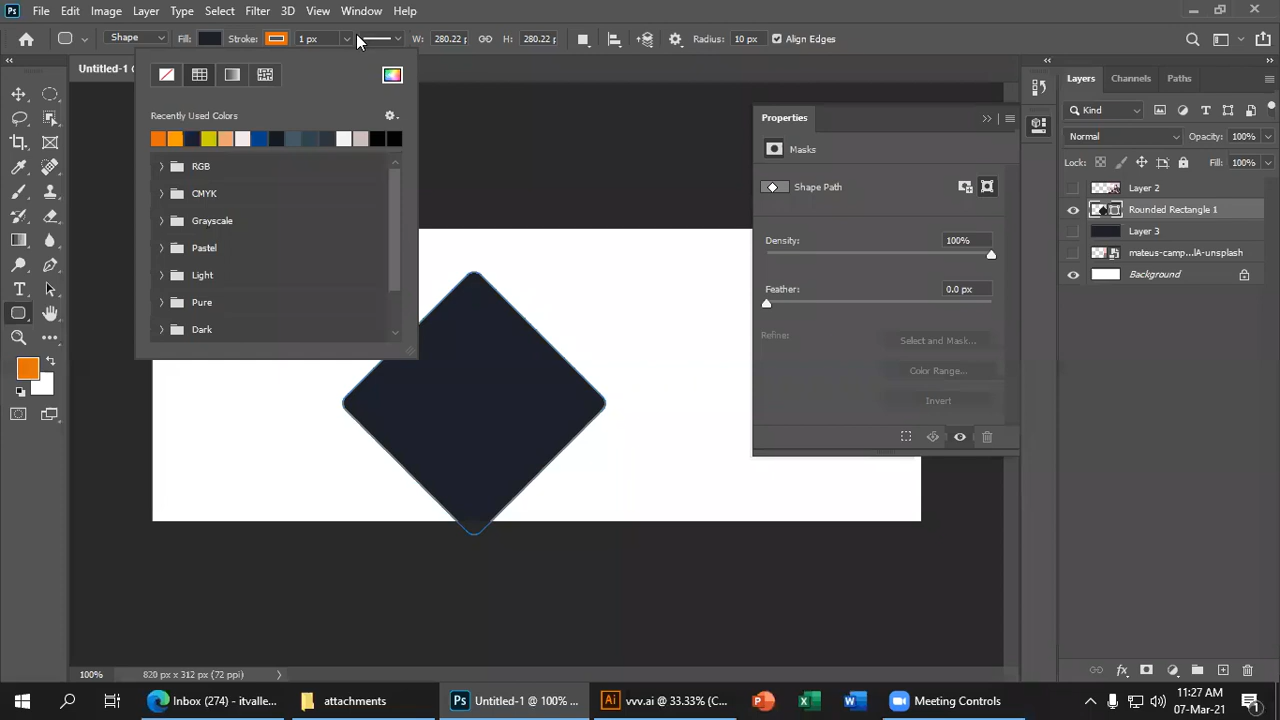 Ps File Edit Image Layer Type Select Filter 3D View Window Help
Shape Fill: Stroke: 1 px W: 280.22 p H: 280.22 p Radius: 10 px Align Edges
Untitled-1 @
Recently Used Colors
RGB
CMYK
Grayscale
Pastel
Light
Pure
Dark
Properties
Masks
Shape Path
Density: 100%
Feather: 0.0 px
Refine: Select and Mask...
Color Range...
Invert
Layers Channels Paths
Kind
Normal Opacity: 100%
Lock: Fill: 100%
Layer 2
Rounded Rectangle 1
Layer 3
mateus-camp...lA-unsplash
Background
100% 820 px x 312 px (72 ppi)
Inbox (274) - itvalle... attachments Ps Untitled-1 @ 100% ... Ai vvv.ai @ 33.33% (C... Meeting Controls
11:27 AM
07-Mar-21
1